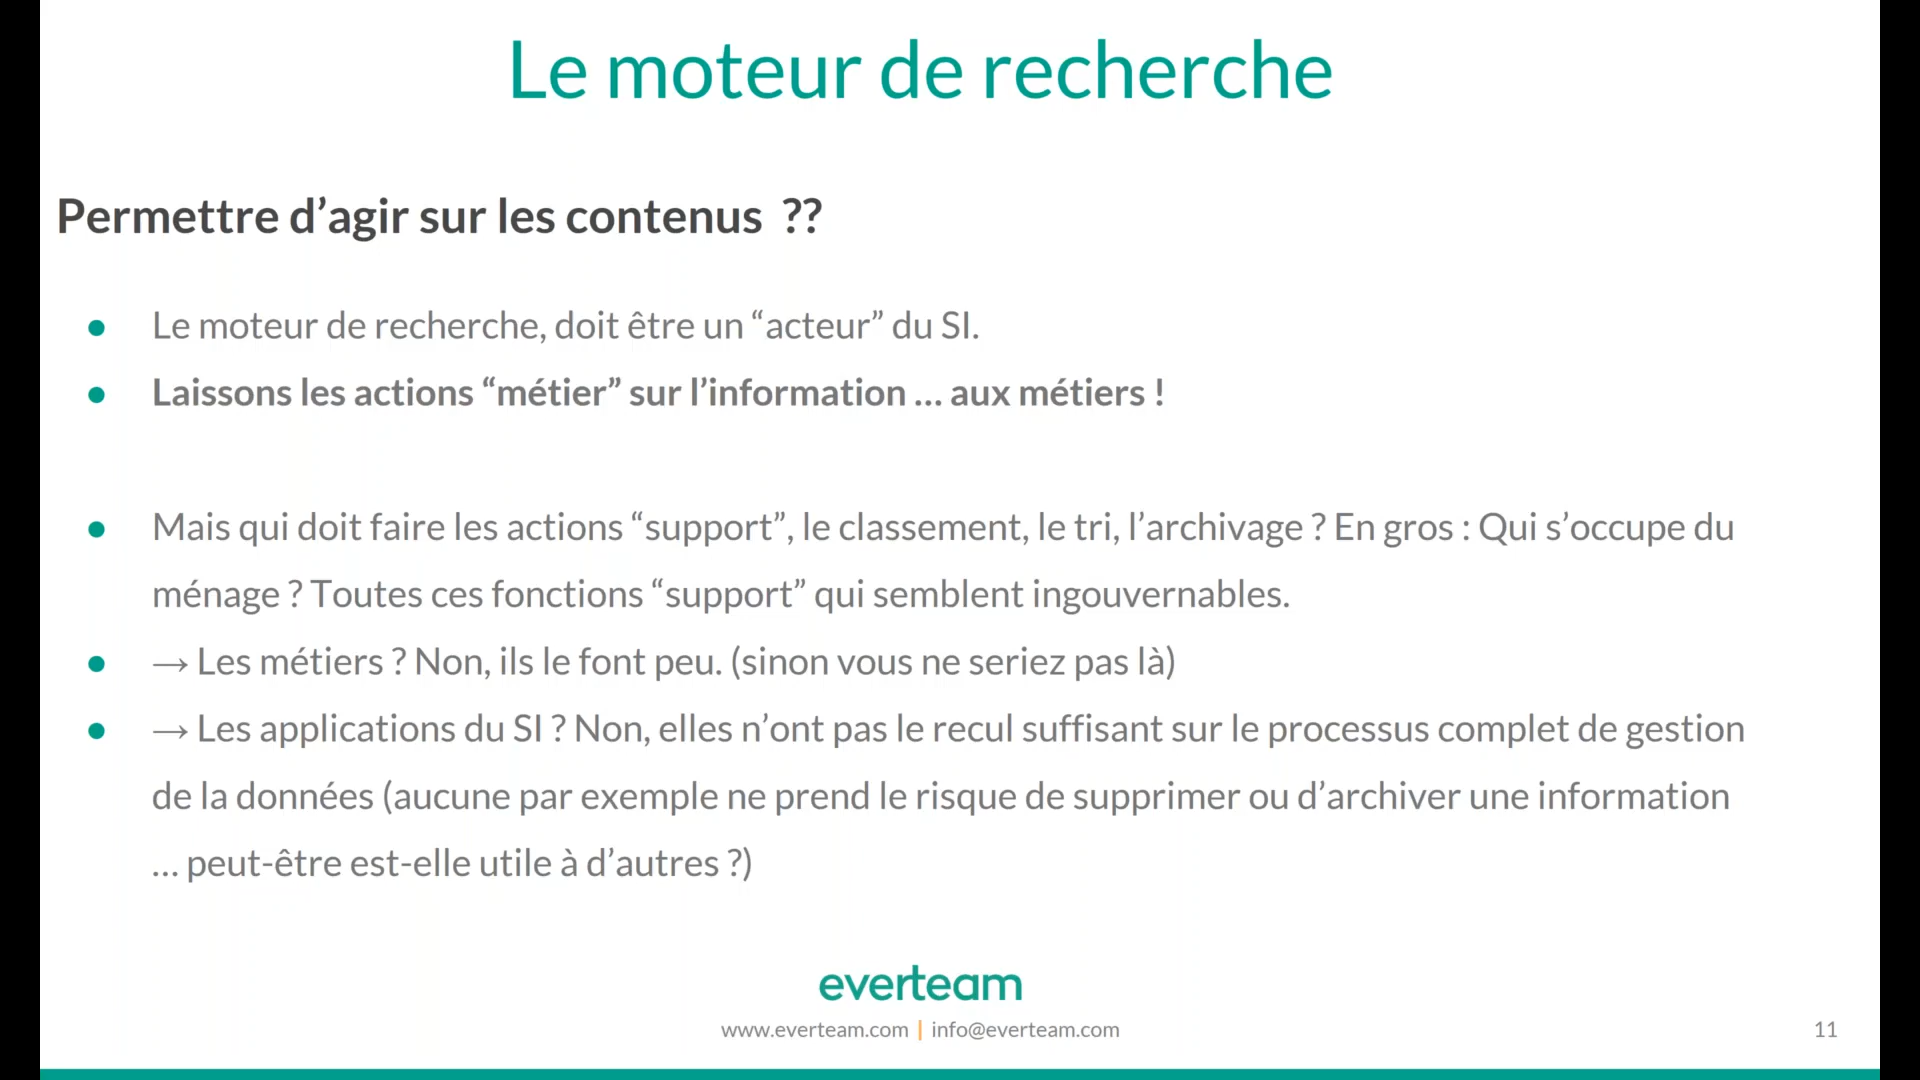 Le moteur de recherche
Permettre d’agir sur les contenus ??
● Le moteur de recherche, doit être un “acteur” du SI.
● Laissons les actions “métier” sur l’information ... aux métiers !
● Mais qui doit faire les actions “support”, le classement, le tri, l’archivage ? En gros : Qui s’occupe du
ménage ? Toutes ces fonctions “support” qui semblent ingouvernables.
● → Les métiers ? Non, ils le font peu. (sinon vous ne seriez pas là)
● → Les applications du SI ? Non, elles n’ont pas le recul suffisant sur le processus complet de gestion
de la données (aucune par exemple ne prend le risque de supprimer ou d’archiver une information
... peut-être est-elle utile à d’autres ?)
everteam
www.everteam.com | info@everteam.com
11